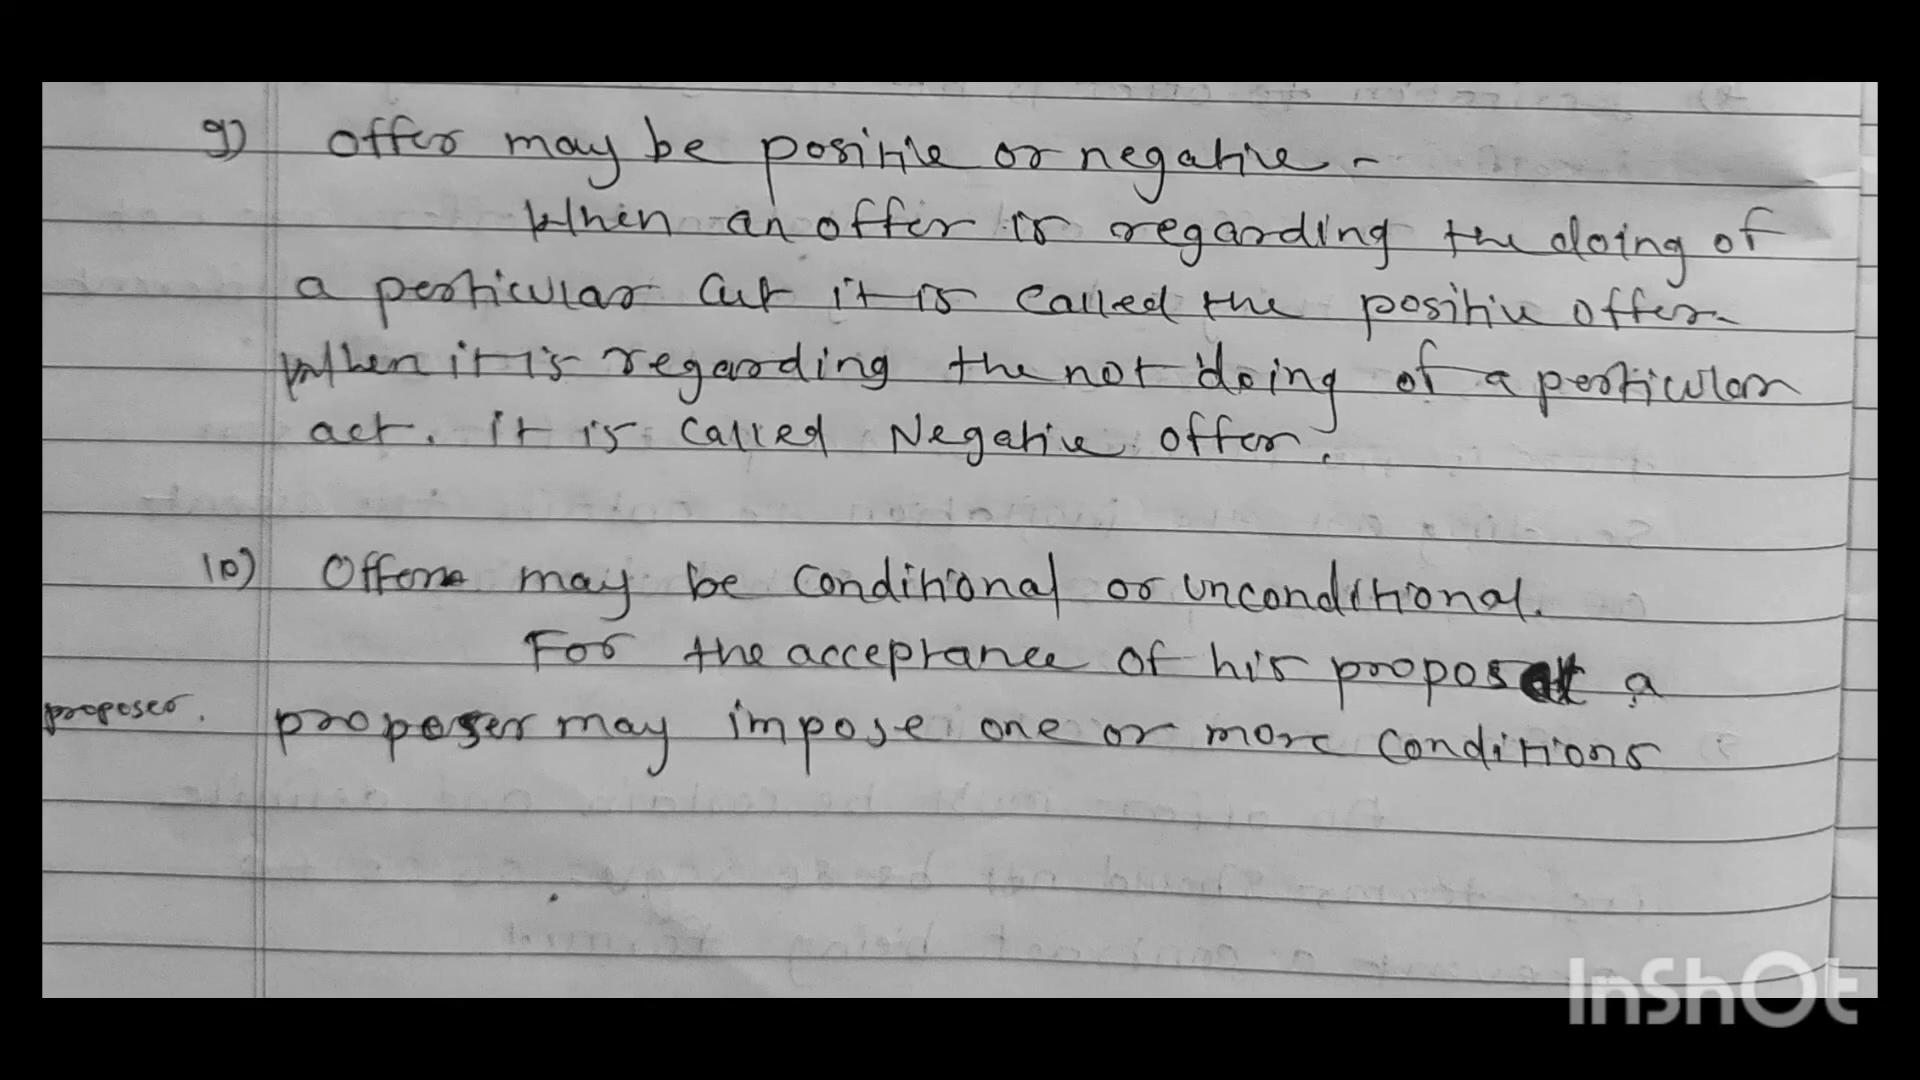 9) Offer may be positive or negative -
When an offer is regarding the doing of
a perticular act it is called the positive offer.
When it is regarding the not doing of a perticular
act. it is called Negative offer.
10) Offer may be conditional or unconditional.
For the acceptance of his proposal a
proposer. proposer may impose one or more conditions
InShOt